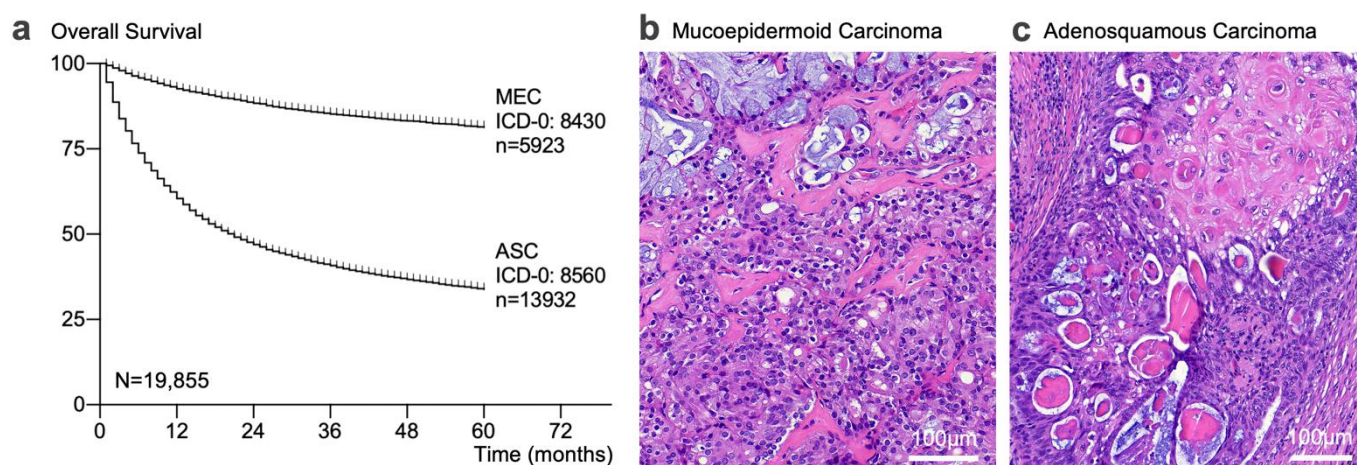 a Overall Survival
100
75
50
25
0
MEC
ICD-0: 8430
n=5923
ASC
ICD-0: 8560
n=13932
N=19,855
0 12 24 36 48 60 72
Time (months)
b Mucoepidermoid Carcinoma
100µm
c Adenosquamous Carcinoma
100µm